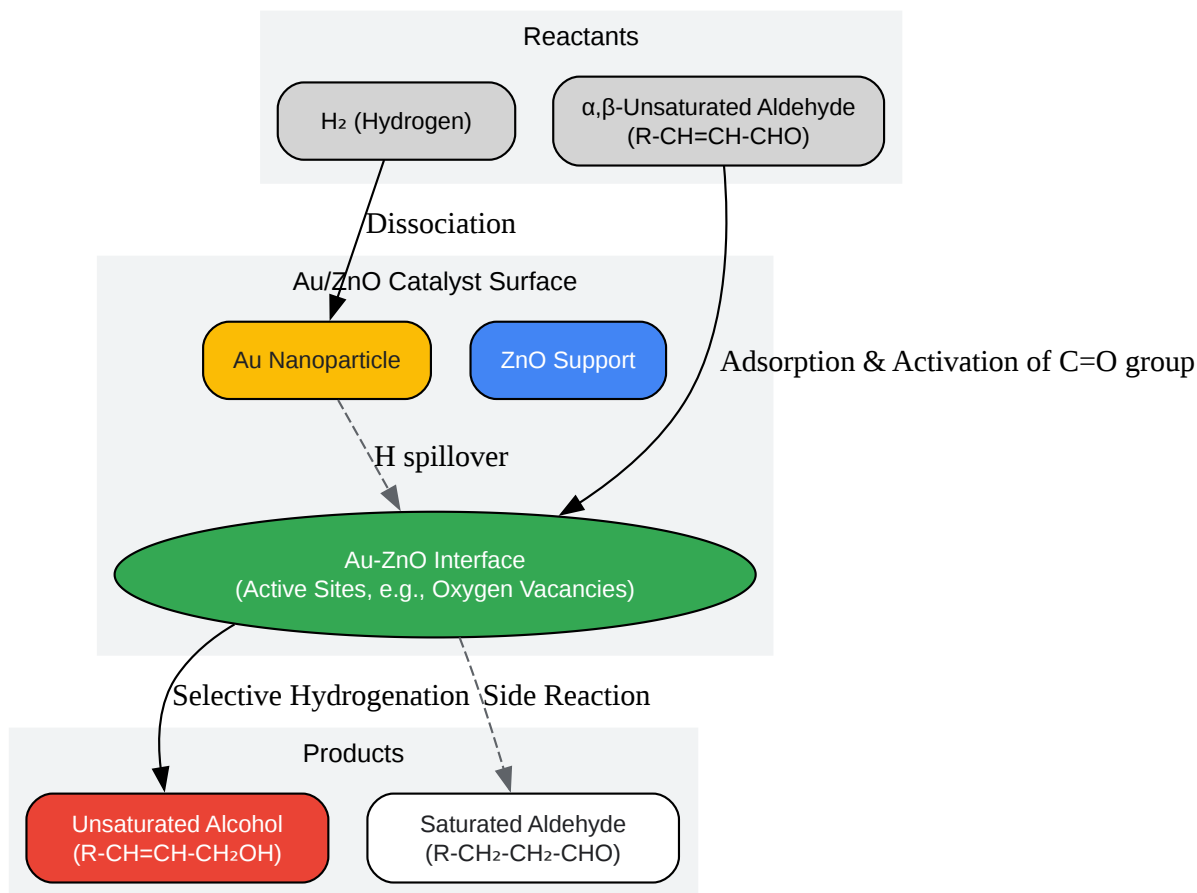 Reactants
H₂ (Hydrogen)
α,β-Unsaturated Aldehyde
(R-CH=CH-CHO)
Dissociation
Au/ZnO Catalyst Surface
Au Nanoparticle
ZnO Support
Adsorption & Activation of C=O group
H spillover
Au-ZnO Interface
(Active Sites, e.g., Oxygen Vacancies)
Selective Hydrogenation
Side Reaction
Products
Unsaturated Alcohol
(R-CH=CH-CH₂OH)
Saturated Aldehyde
(R-CH₂-CH₂-CHO)